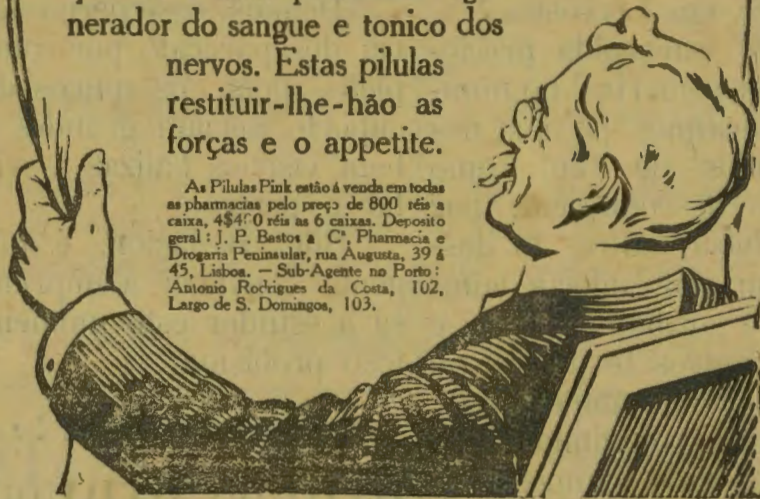 nerador do sangue e tonico dos
nervos. Estas pilulas
restituir-lhe-hão as
forças e o appetite.
As Pilulas Pink estão á venda em todas
as pharmacias pelo preço de 800 réis a
caixa, 4$400 réis as 6 caixas. Deposito
geral : J. P. Bastos & Cª, Pharmacia e
Drogaria Peninsular, rua Augusta, 39 á
45, Lisboa. — Sub-Agente no Porto :
Antonio Rodrigues da Costa, 102,
Largo de S. Domingos, 103.